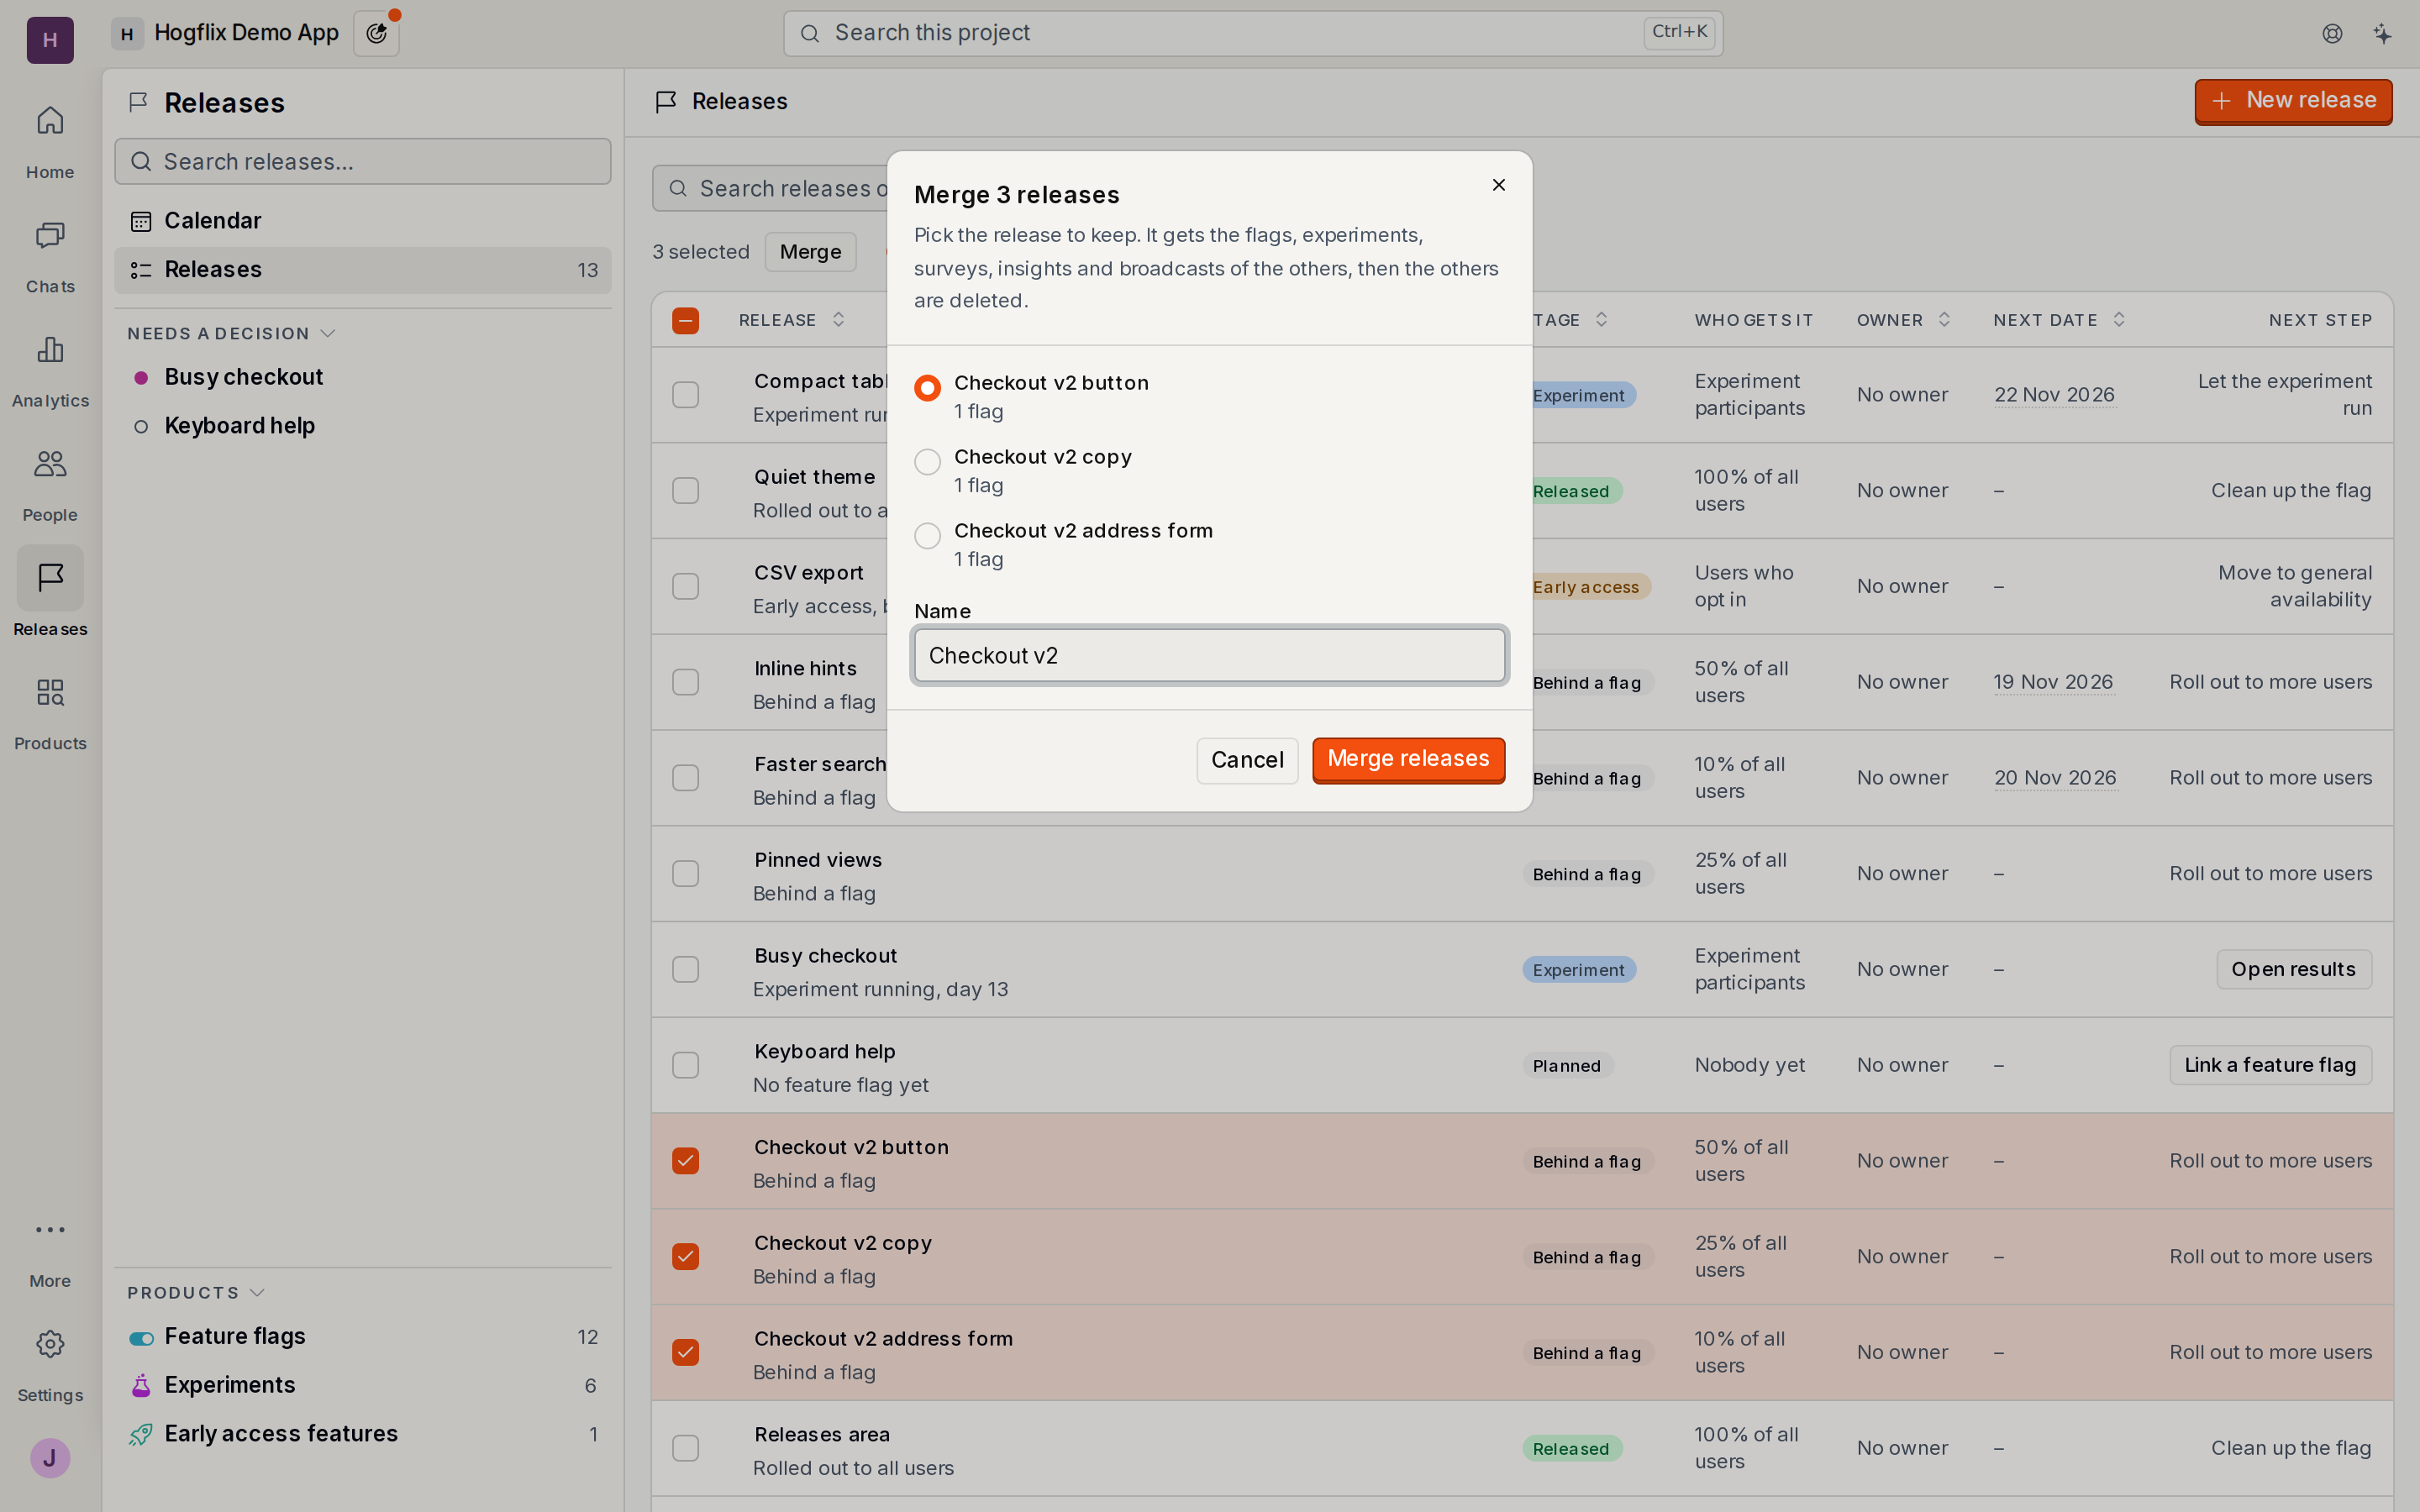 H
H Hogflix Demo App
Search this project
Ctrl+K
Home
Chats
Analytics
People
Releases
Products
More
Settings
J
Releases
Search releases...
Calendar
Releases 13
NEEDS A DECISION
Busy checkout
Keyboard help
PRODUCTS
Feature flags 12
Experiments 6
Early access features 1
Releases
New release
Search releases o
3 selected Merge
RELEASE TAGE WHO GETS IT OWNER NEXT DATE NEXT STEP
Compact tab
Experiment ru
Experiment
Experiment
participants
No owner
22 Nov 2026
Let the experiment
run
Quiet theme
Rolled out to a
Released
100% of all
users
No owner
–
Clean up the flag
CSV export
Early access,
Early access
Users who
opt in
No owner
–
Move to general
availability
Inline hints
Behind a flag
Behind a flag
50% of all
users
No owner
19 Nov 2026
Roll out to more users
Faster search
Behind a flag
Behind a flag
10% of all
users
No owner
20 Nov 2026
Roll out to more users
Pinned views
Behind a flag
Behind a flag
25% of all
users
No owner
–
Roll out to more users
Busy checkout
Experiment running, day 13
Experiment
Experiment
participants
No owner
–
Open results
Keyboard help
No feature flag yet
Planned
Nobody yet
No owner
–
Link a feature flag
Checkout v2 button
Behind a flag
Behind a flag
50% of all
users
No owner
–
Roll out to more users
Checkout v2 copy
Behind a flag
Behind a flag
25% of all
users
No owner
–
Roll out to more users
Checkout v2 address form
Behind a flag
Behind a flag
10% of all
users
No owner
–
Roll out to more users
Releases area
Rolled out to all users
Released
100% of all
users
No owner
–
Clean up the flag
Merge 3 releases
Pick the release to keep. It gets the flags, experiments,
surveys, insights and broadcasts of the others, then the others
are deleted.
Checkout v2 button
1 flag
Checkout v2 copy
1 flag
Checkout v2 address form
1 flag
Name
Checkout v2
Cancel
Merge releases